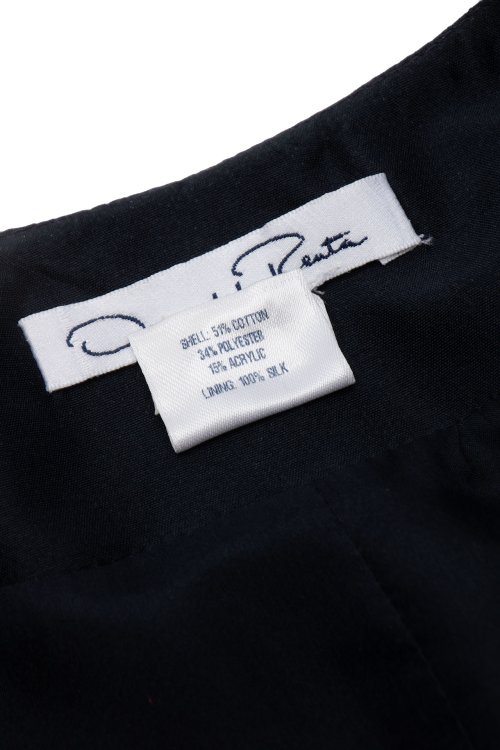 Renta
SHELL: 51% COTTON
34% POLYESTER
15% ACRYLIC
LINING: 100% SILK